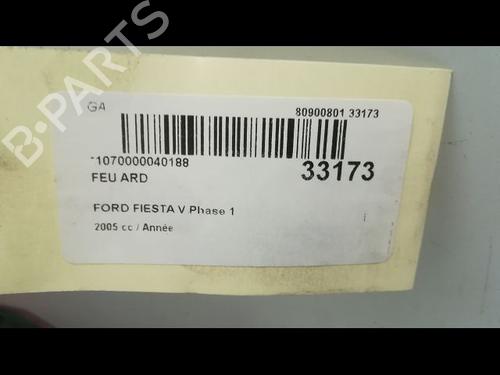 GA
80900801 33173
*1070000040188
33173
FEU ARD
FORD FIESTA V Phase 1
2005 cc / Année
B-PARTS